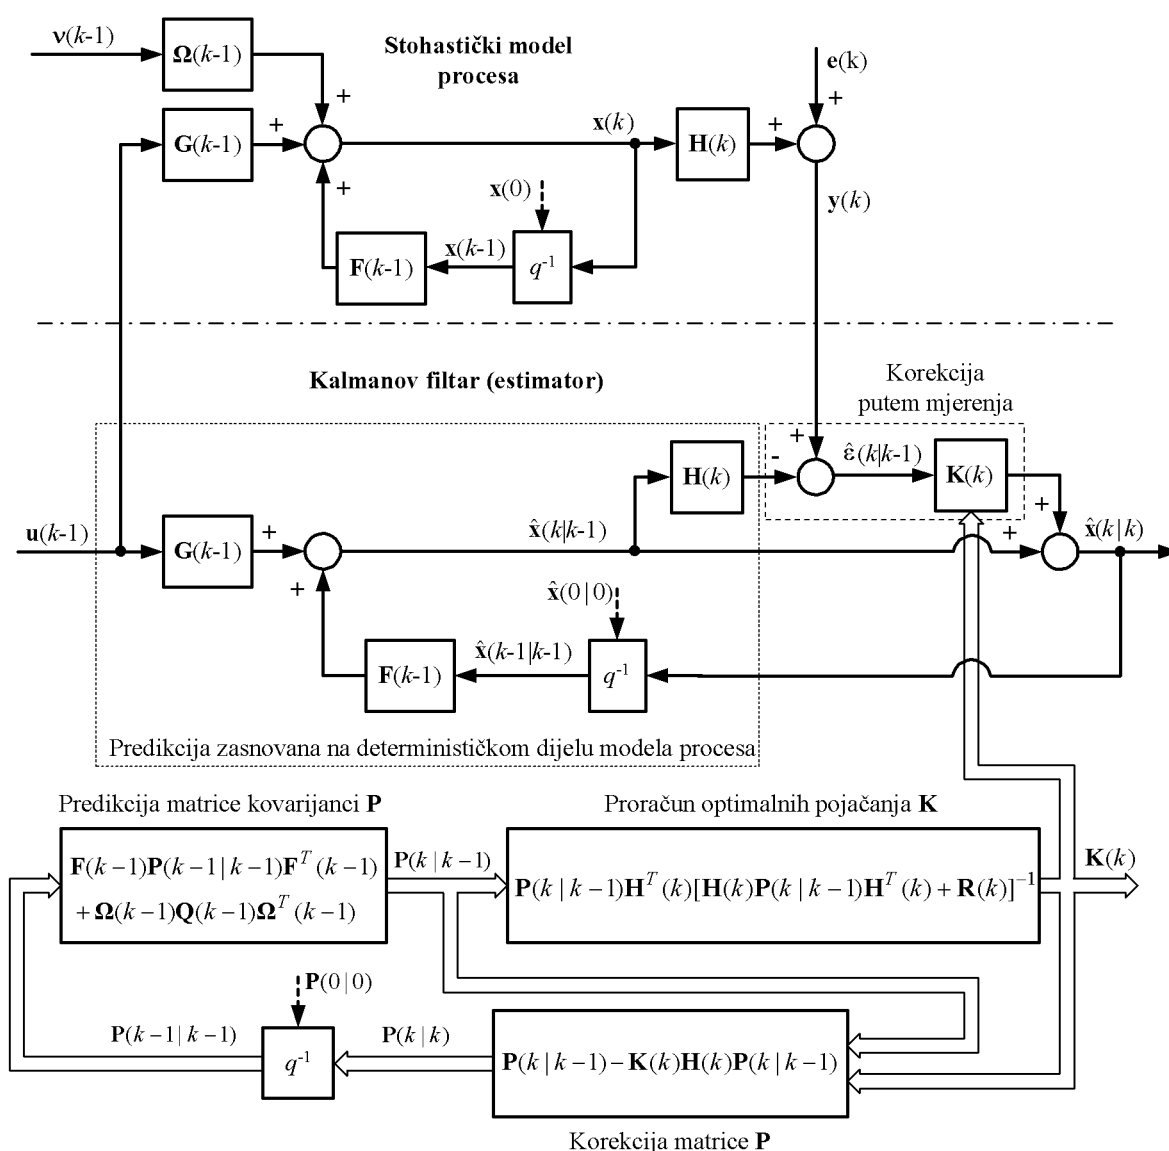 ν(k-1)
Ω(k-1)
Stohastički model
procesa
e(k)
+
+
G(k-1)
+
x(k)
H(k)
+
+
x(0)
y(k)
F(k-1)
x(k-1)
q⁻¹
Kalmanov filtar (estimator)
Korekcija
putem mjerenja
H(k)
-
+
ε̂(k|k-1)
K(k)
u(k-1)
G(k-1)
+
x̂(k|k-1)
+
+
x̂(k|k)
+
x̂(0|0)
F(k-1)
x̂(k-1|k-1)
q⁻¹
Predikcija zasnovana na determinističkom dijelu modela procesa
Predikcija matrice kovarijanci P
Proračun optimalnih pojačanja K
F(k−1)P(k−1|k−1)Fᵀ(k−1)
+Ω(k−1)Q(k−1)Ωᵀ(k−1)
P(k|k−1)
P(k|k−1)Hᵀ(k)[H(k)P(k|k−1)Hᵀ(k)+R(k)]⁻¹
K(k)
P(0|0)
P(k−1|k−1)
q⁻¹
P(k|k)
P(k|k−1)−K(k)H(k)P(k|k−1)
Korekcija matrice P